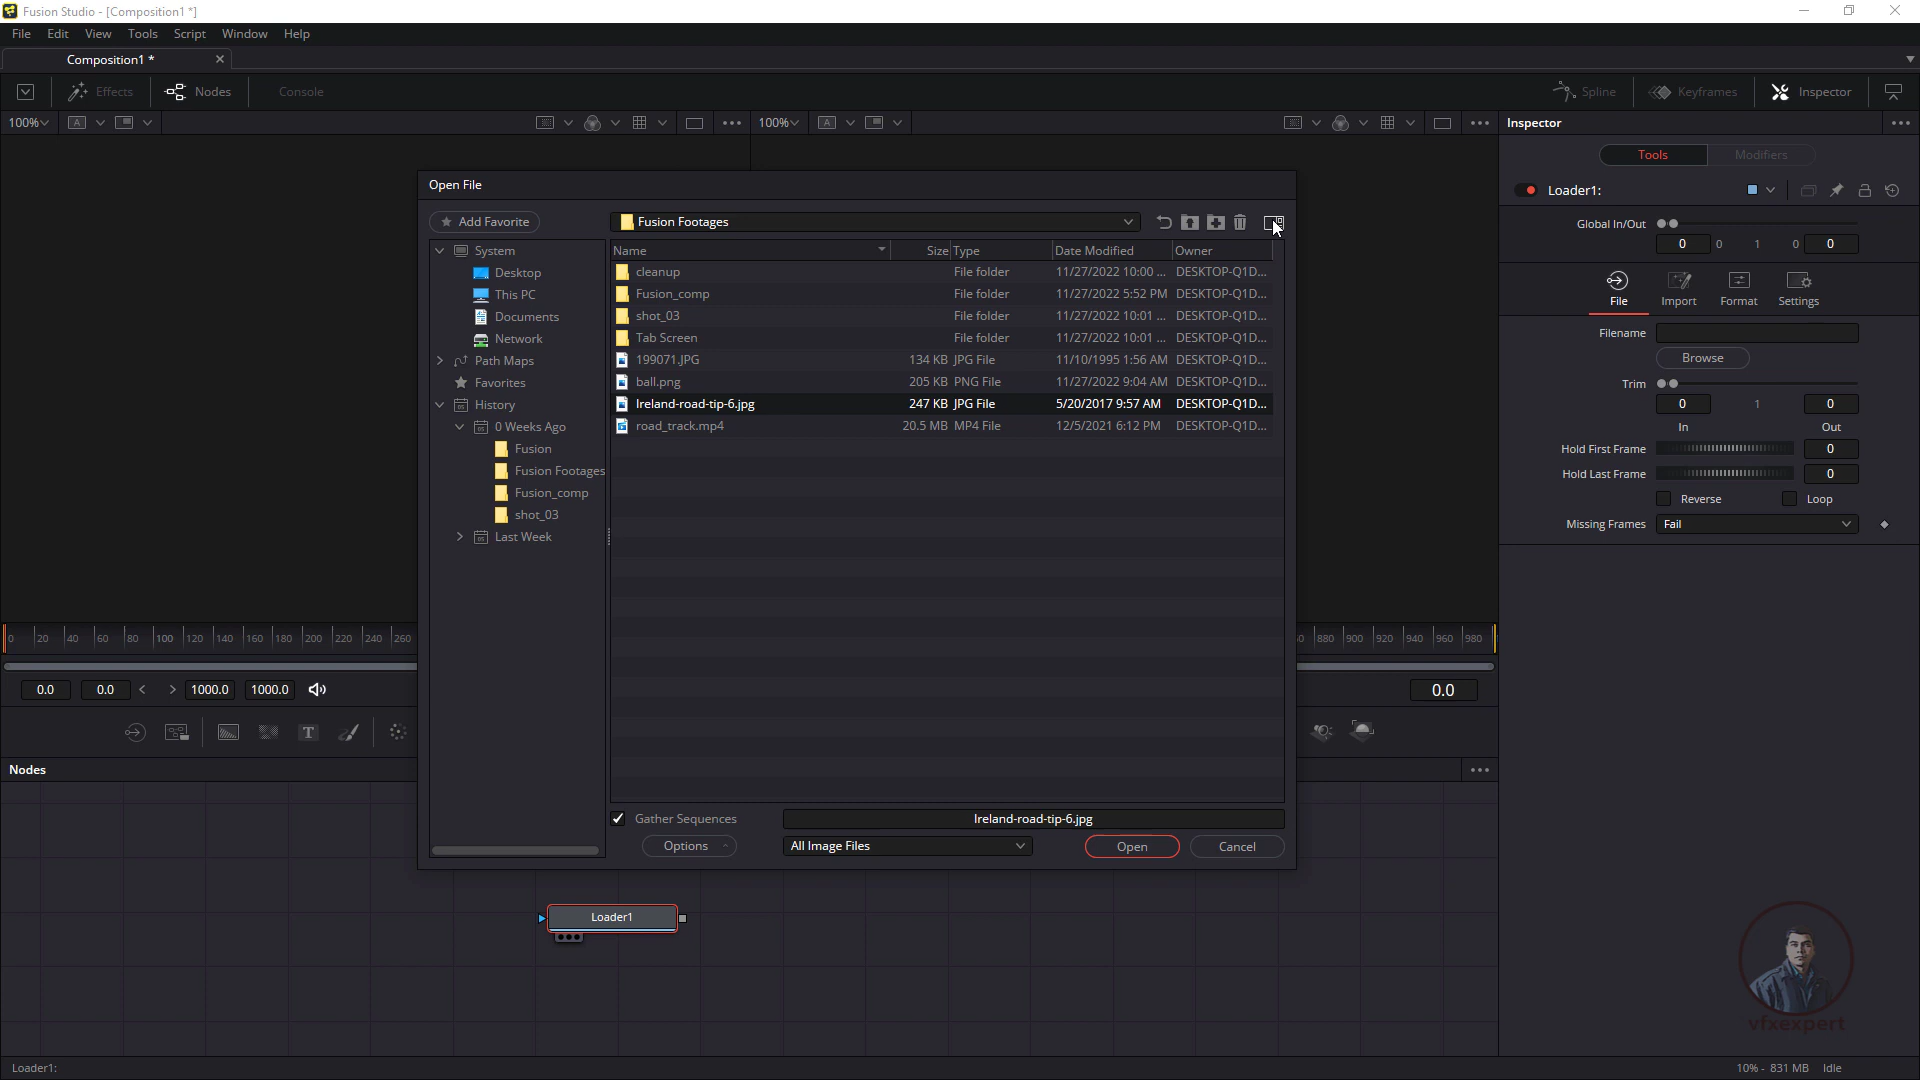 Fusion Studio - [Composition1 *]
File Edit View Tools Script Window Help
Composition1 *
Effects Nodes Console Spline Keyframes Inspector
100% A 100% A Inspector
Tools Modifiers
Loader1:
Global In/Out
0 0 1 0 0
File Import Format Settings
Filename
Browse
Trim
0 1 0
In Out
Hold First Frame 0
Hold Last Frame 0
Reverse Loop
Missing Frames Fail
Open File
Add Favorite Fusion Footages
System
Desktop
This PC
Documents
Network
Path Maps
Favorites
History
0 Weeks Ago
Fusion
Fusion Footages
Fusion_comp
shot_03
Last Week
Name Size Type Date Modified Owner
cleanup File folder 11/27/2022 10:00 ... DESKTOP-Q1D...
Fusion_comp File folder 11/27/2022 5:52 PM DESKTOP-Q1D...
shot_03 File folder 11/27/2022 10:01 ... DESKTOP-Q1D...
Tab Screen File folder 11/27/2022 10:01 ... DESKTOP-Q1D...
199071.JPG 134 KB JPG File 11/10/1995 1:56 AM DESKTOP-Q1D...
ball.png 205 KB PNG File 11/27/2022 9:04 AM DESKTOP-Q1D...
Ireland-road-tip-6.jpg 247 KB JPG File 5/20/2017 9:57 AM DESKTOP-Q1D...
road_track.mp4 20.5 MB MP4 File 12/5/2021 6:12 PM DESKTOP-Q1D...
Gather Sequences Ireland-road-tip-6.jpg
Options All Image Files Open Cancel
0 20 40 60 80 100 120 140 160 180 200 220 240 260 880 900 920 940 960 980
0.0 0.0 < > 1000.0 1000.0 0.0
T
Nodes
Loader1
vfxexpert
Loader1: 10% - 831 MB Idle